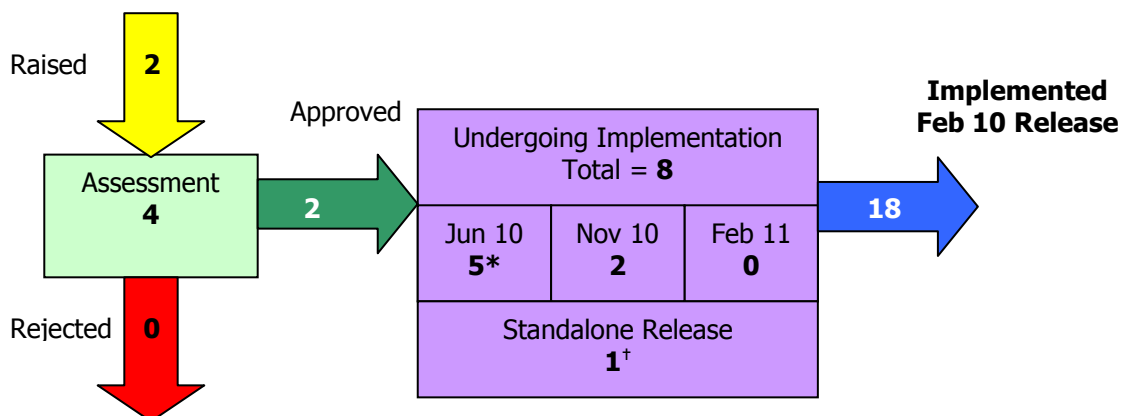 Raised
2
Assessment
4
Rejected
0
Approved
2
Undergoing Implementation
Total = 8
Jun 10
5*
Nov 10
2
Feb 11
0
Standalone Release
1†
18
Implemented
Feb 10 Release